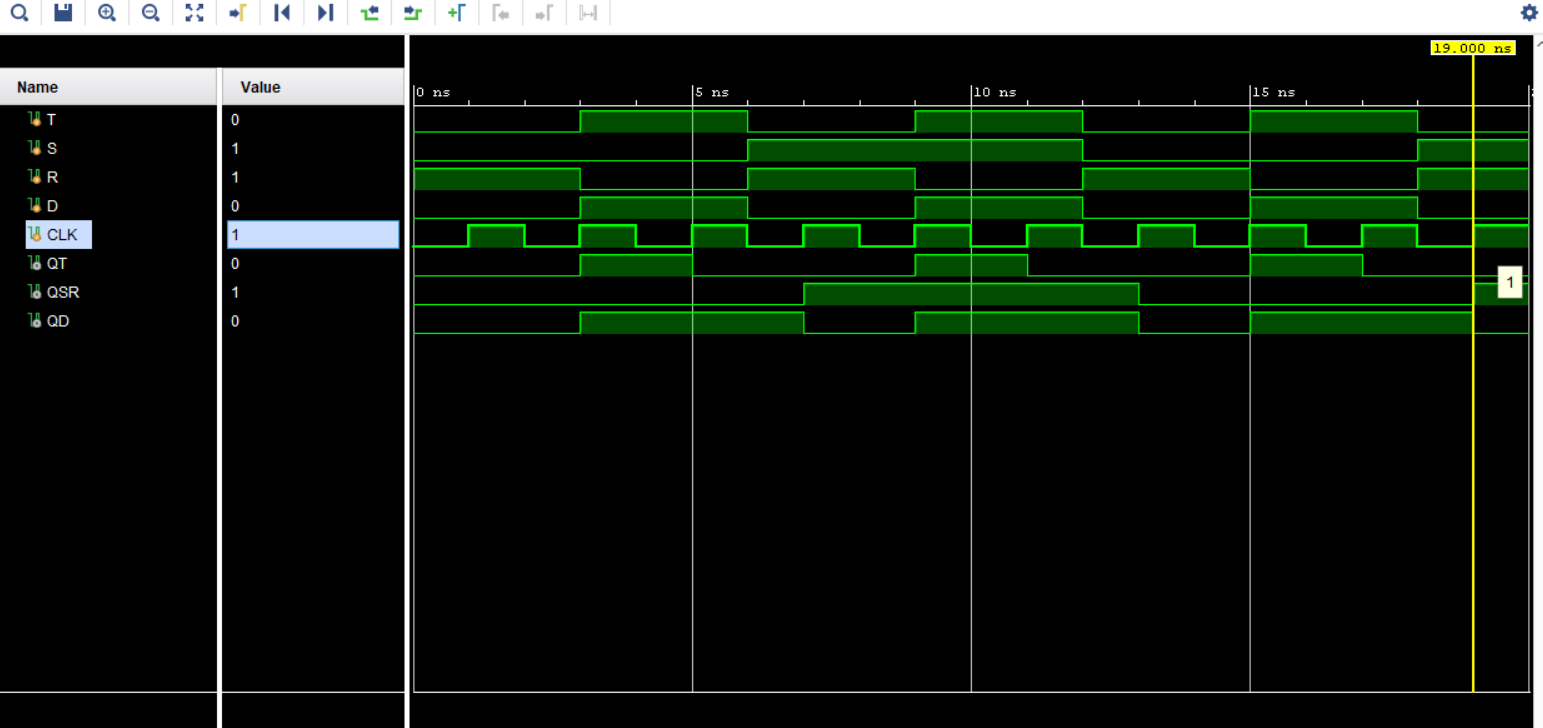 19.000 ns
Name Value
0 ns 5 ns 10 ns 15 ns
T 0
S 1
R 1
D 0
CLK 1
QT 0
QSR 1
1
QD 0